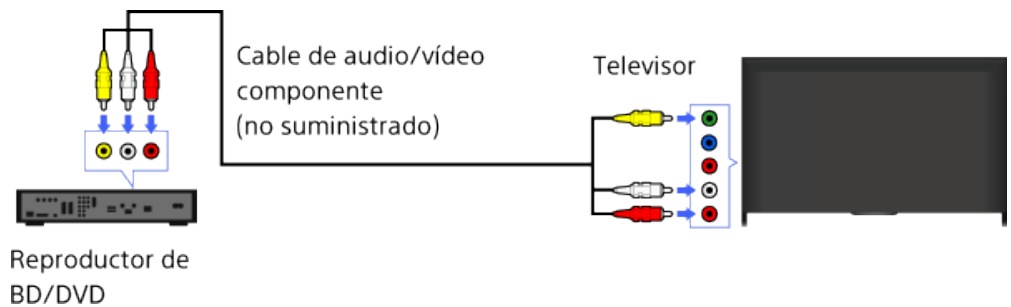 Cable de audio/vídeo
componente
(no suministrado)
Televisor
Reproductor de
BD/DVD